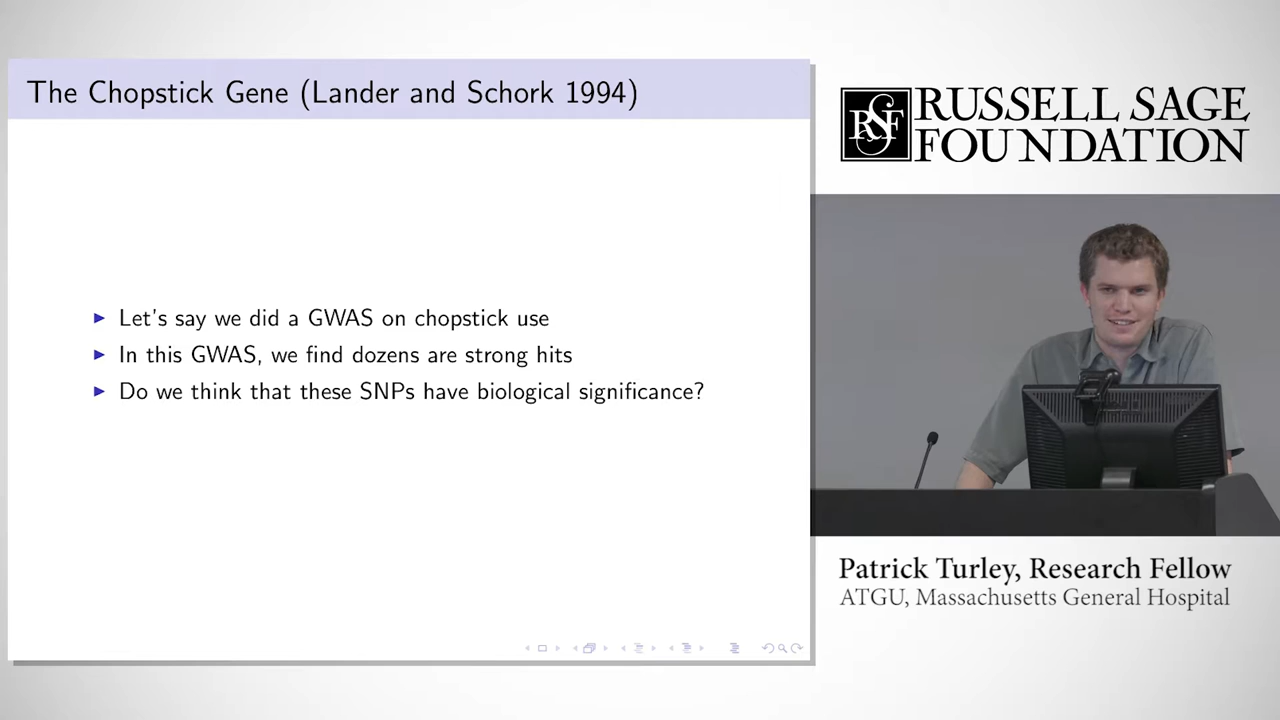 The Chopstick Gene (Lander and Schork 1994)
Let's say we did a GWAS on chopstick use
In this GWAS, we find dozens are strong hits
Do we think that these SNPs have biological significance?
RSF
RUSSELL SAGE
FOUNDATION
Patrick Turley, Research Fellow
ATGU, Massachusetts General Hospital